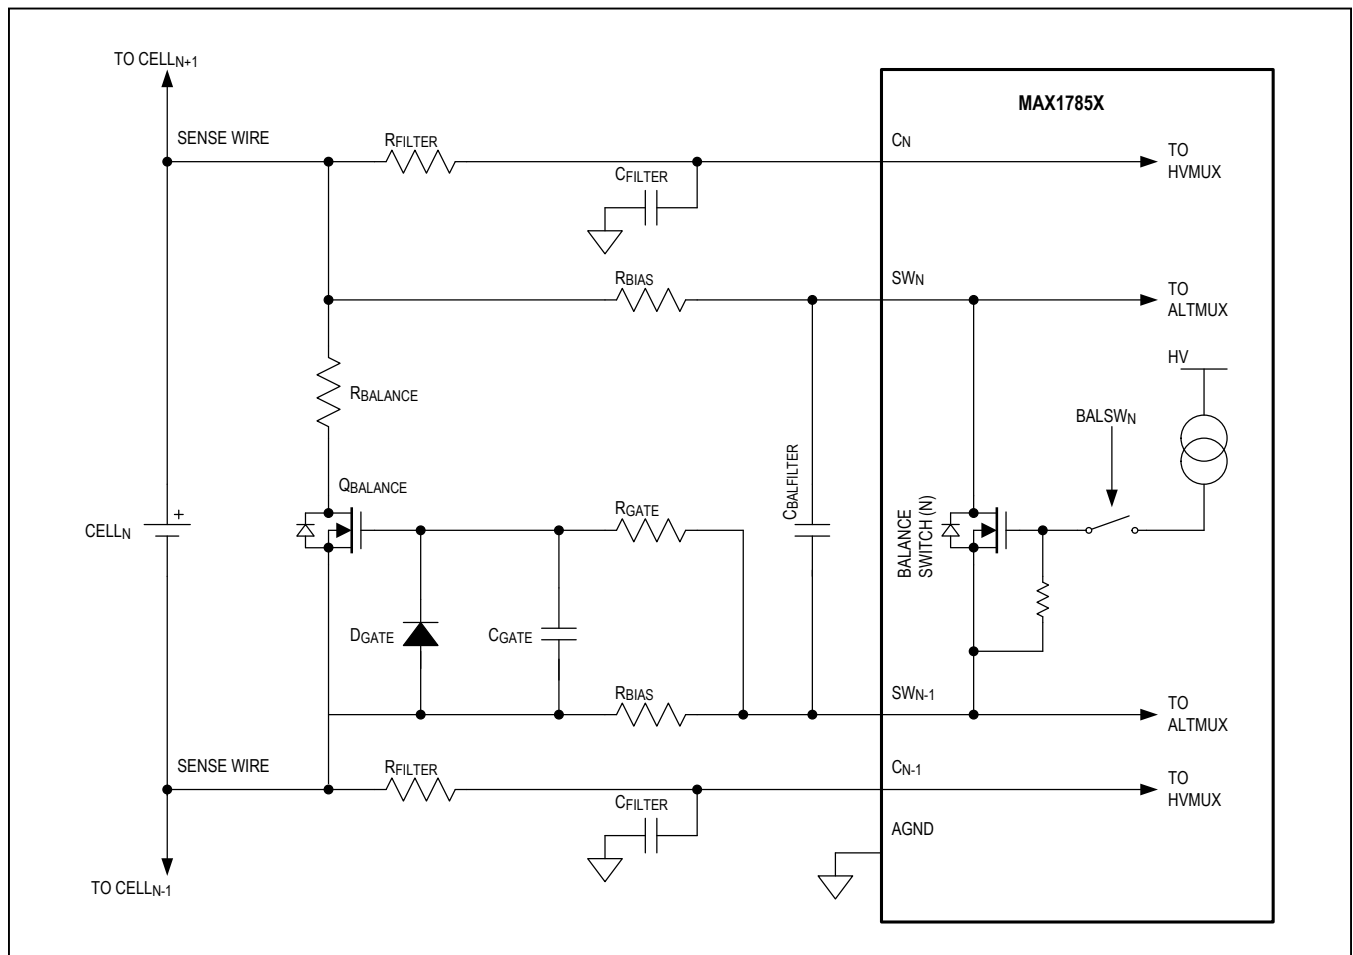 TO CELLN+1
MAX1785X
SENSE WIRE
RFILTER
CN
TO
HVMUX
CFILTER
RBIAS
SWN
TO
ALTMUX
HV
RBALANCE
BALSWN
QBALANCE
CBALFILTER
RGATE
CELLN
+
BALANCE
SWITCH (N)
DGATE
CGATE
RBIAS
SWN-1
TO
ALTMUX
SENSE WIRE
RFILTER
CN-1
TO
HVMUX
CFILTER
AGND
TO CELLN-1